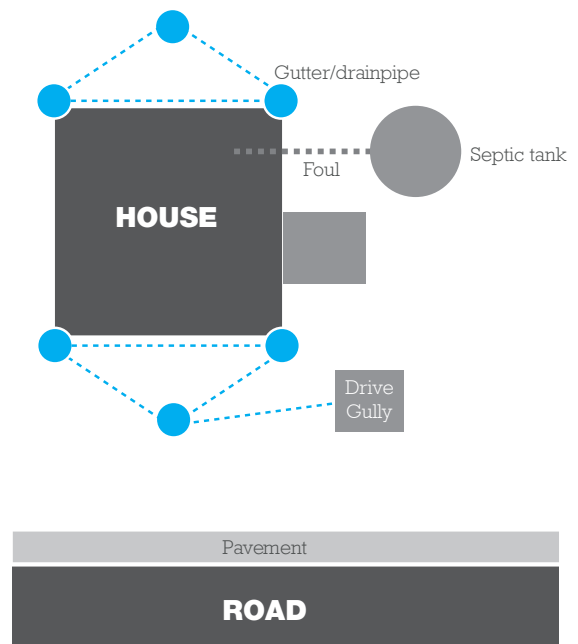 Gutter/drainpipe
Septic tank
Foul
HOUSE
Drive
Gully
Pavement
ROAD